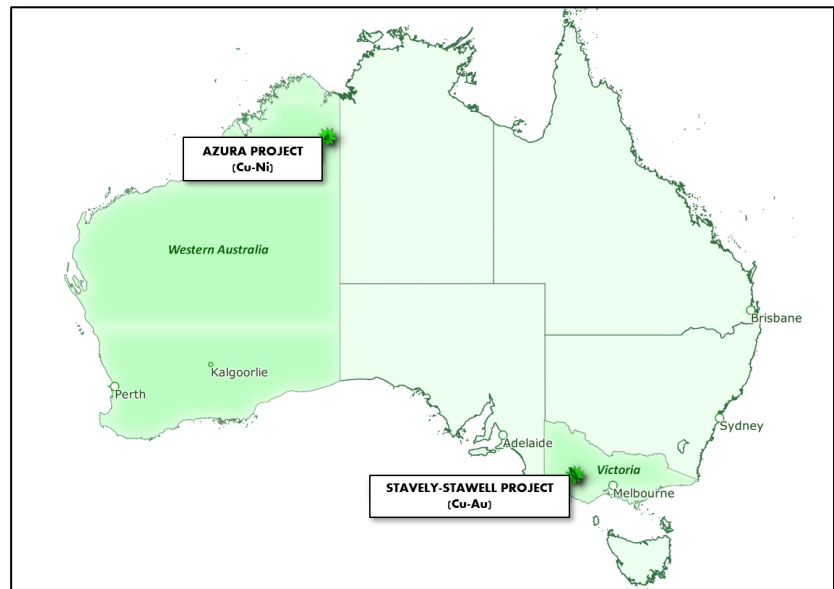 AZURA PROJECT
(Cu-Ni)
Western Australia
Brisbane
Kalgoorlie
Perth
Sydney
Adelaide
Victoria
STAVELY-STAWELL PROJECT
(Cu-Au)
Melbourne